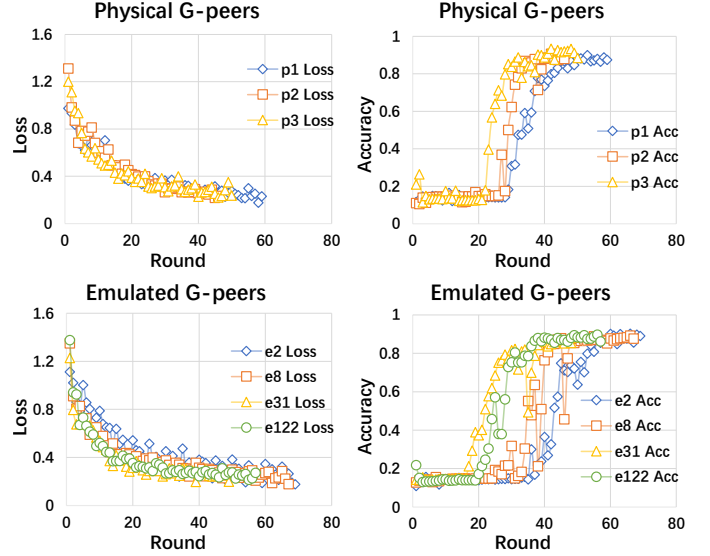 Physical G-peers
1.6
1.2
0.8
0.4
0
0 20 40 60 80
Loss
Round
p1 Loss
p2 Loss
p3 Loss
Physical G-peers
1
0.8
0.6
0.4
0.2
0
0 20 40 60 80
Accuracy
Round
p1 Acc
p2 Acc
p3 Acc
Emulated G-peers
1.6
1.2
0.8
0.4
0
0 20 40 60 80
Loss
Round
e2 Loss
e8 Loss
e31 Loss
e122 Loss
Emulated G-peers
1
0.8
0.6
0.4
0.2
0
0 20 40 60 80
Accuracy
Round
e2 Acc
e8 Acc
e31 Acc
e122 Acc